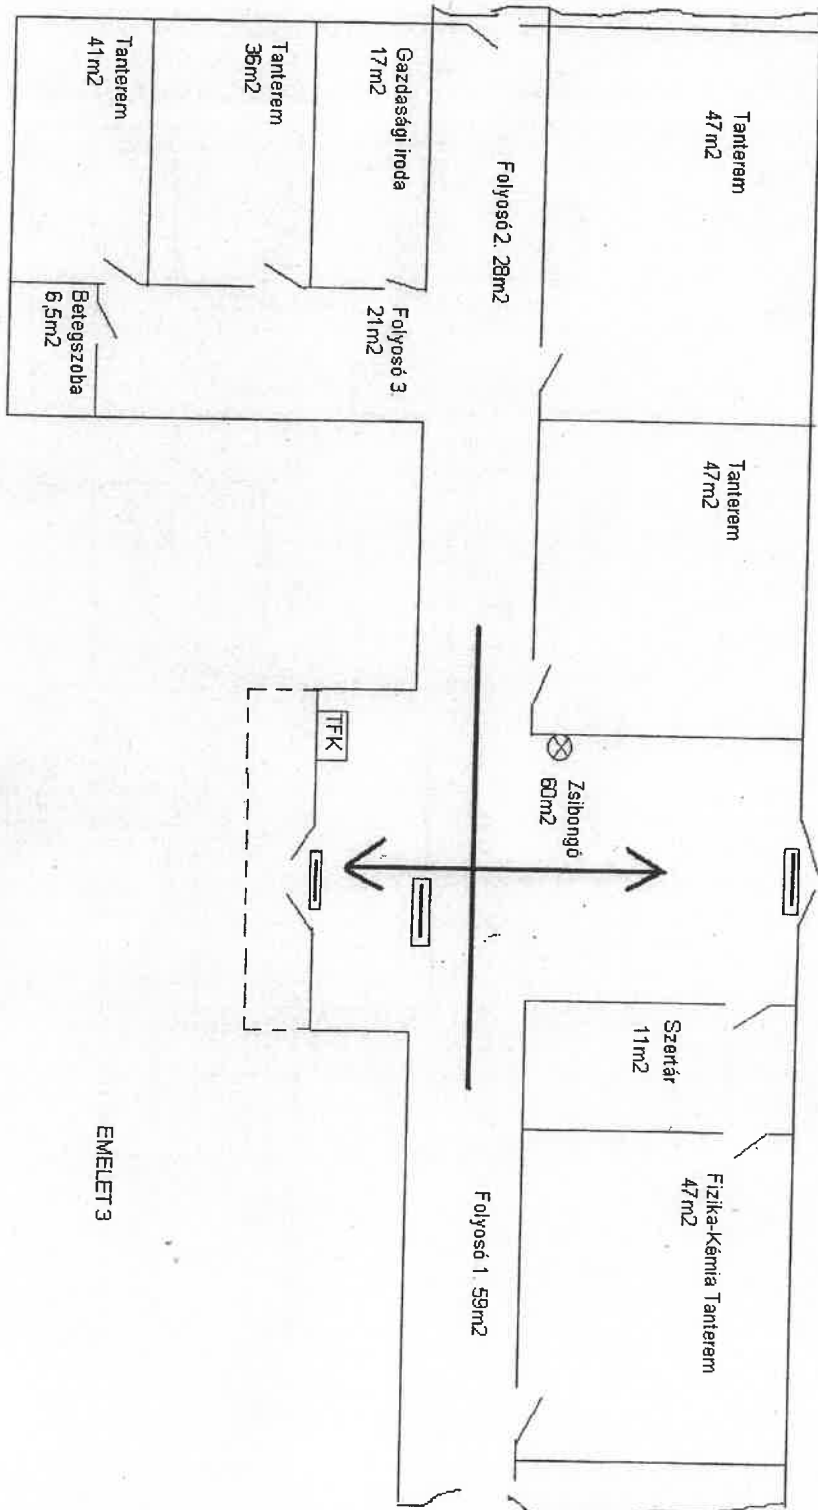 Tanterem
47m2
Tanterem
47m2
Fizika-Kémia Tanterem
47m2
Szertár
11m2
Zsibongó
60m2
Folyosó 2. 28m2
Folyosó 1. 59m2
Gazdasági iroda
17m2
Folyosó 3.
21m2
TFK
Tanterem
36m2
Tanterem
41m2
Betegszoba
6,5m2
EMELET 3